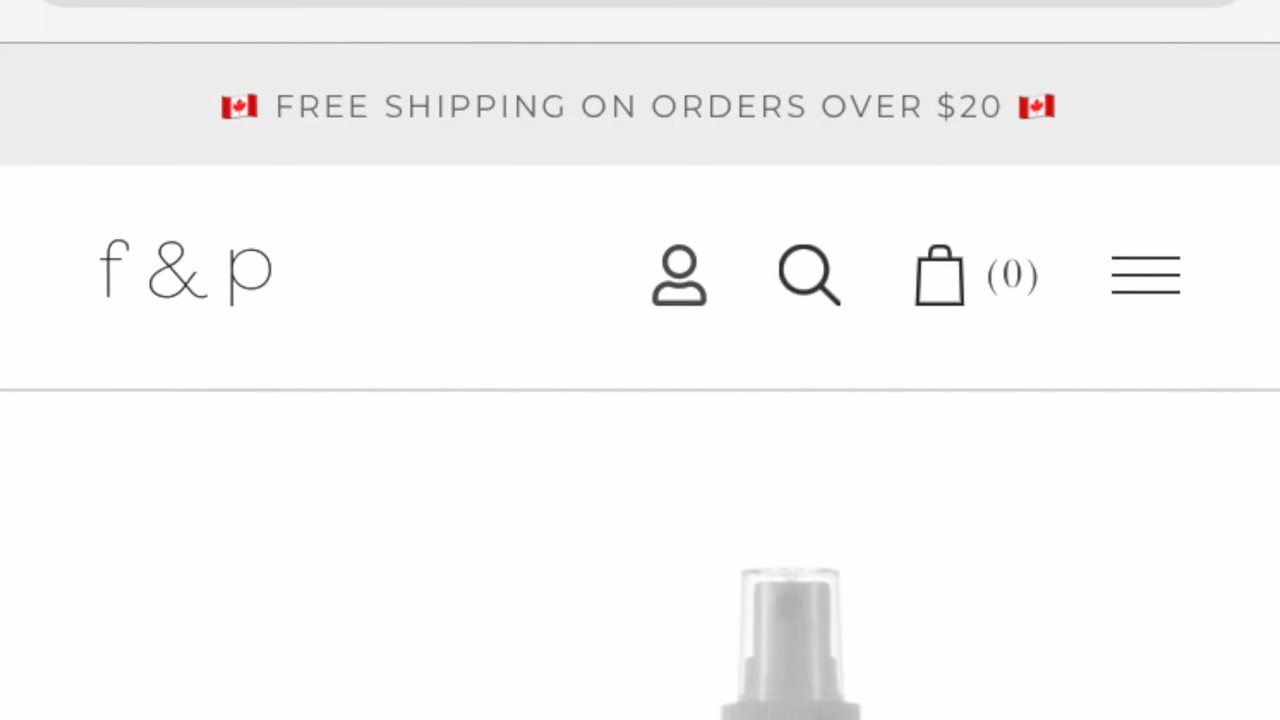 🇨🇦 FREE SHIPPING ON ORDERS OVER $20 🇨🇦
f & p
(0)